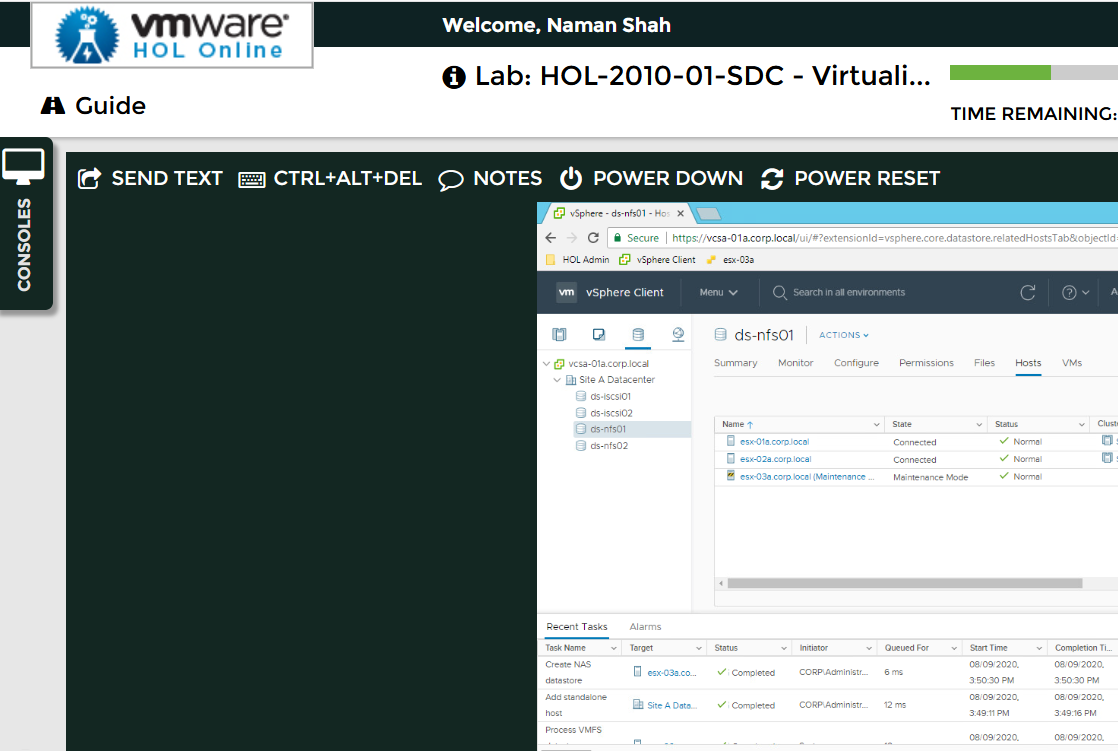 vmware®
HOL Online
Welcome, Naman Shah
Lab: HOL-2010-01-SDC - Virtuali...
Guide
TIME REMAINING:
CONSOLES
SEND TEXT CTRL+ALT+DEL NOTES POWER DOWN POWER RESET
vSphere - ds-nfs01 - Hos
Secure https://vcsa-01a.corp.local/ui/#?extensionId=vsphere.core.datastore.relatedHostsTab&objectId=
HOL Admin vSphere Client esx-03a
vm vSphere Client Menu Search in all environments
ds-nfs01 ACTIONS
Summary Monitor Configure Permissions Files Hosts VMs
vcsa-01a.corp.local
Site A Datacenter
ds-iscsi01
ds-iscsi02
ds-nfs01
ds-nfs02
Name State Status
esx-01a.corp.local Connected Normal
esx-02a.corp.local Connected Normal
esx-03a.corp.local (Maintenance ... Maintenance Mode Normal
Recent Tasks Alarms
Task Name Target Status Initiator Queued For Start Time Completion Ti...
Create NAS datastore esx-03a.co... Completed CORP\Administr... 6 ms 08/09/2020, 3:50:30 PM 08/09/2020, 3:50:30 PM
Add standalone host Site A Data... Completed CORP\Administr... 12 ms 08/09/2020, 3:49:11 PM 08/09/2020, 3:49:16 PM
Process VMFS 08/09/2020, 08/09/2020,